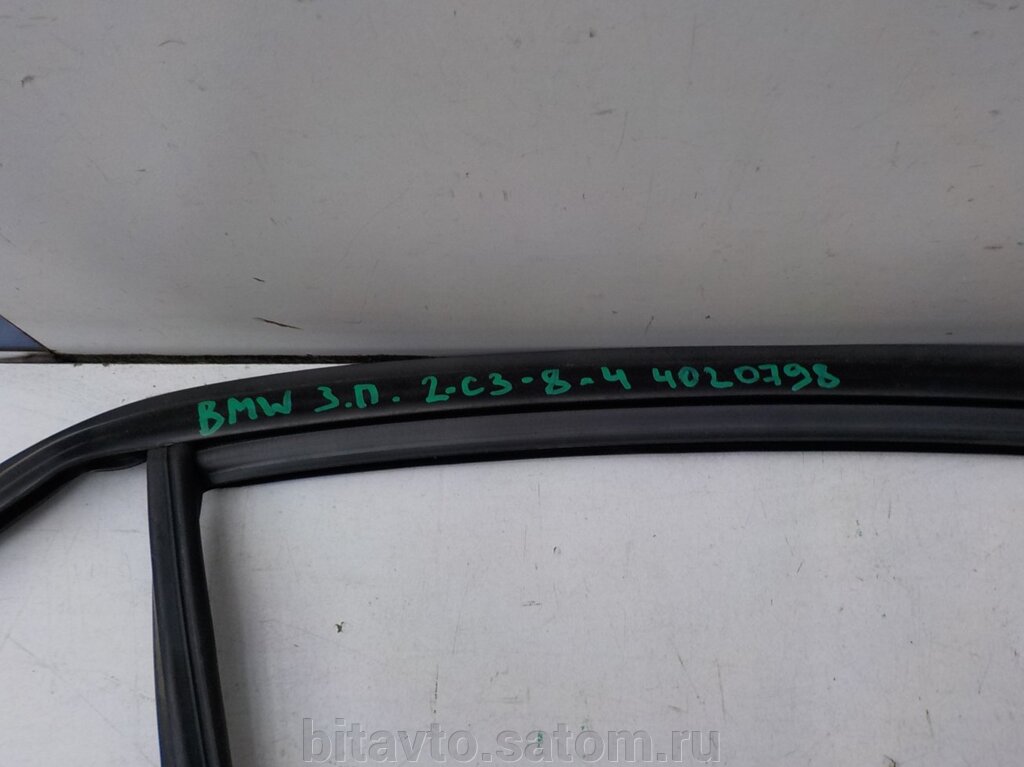 BMW З.П. 2-С3-8-4 4020798
bitavto.satom.ru